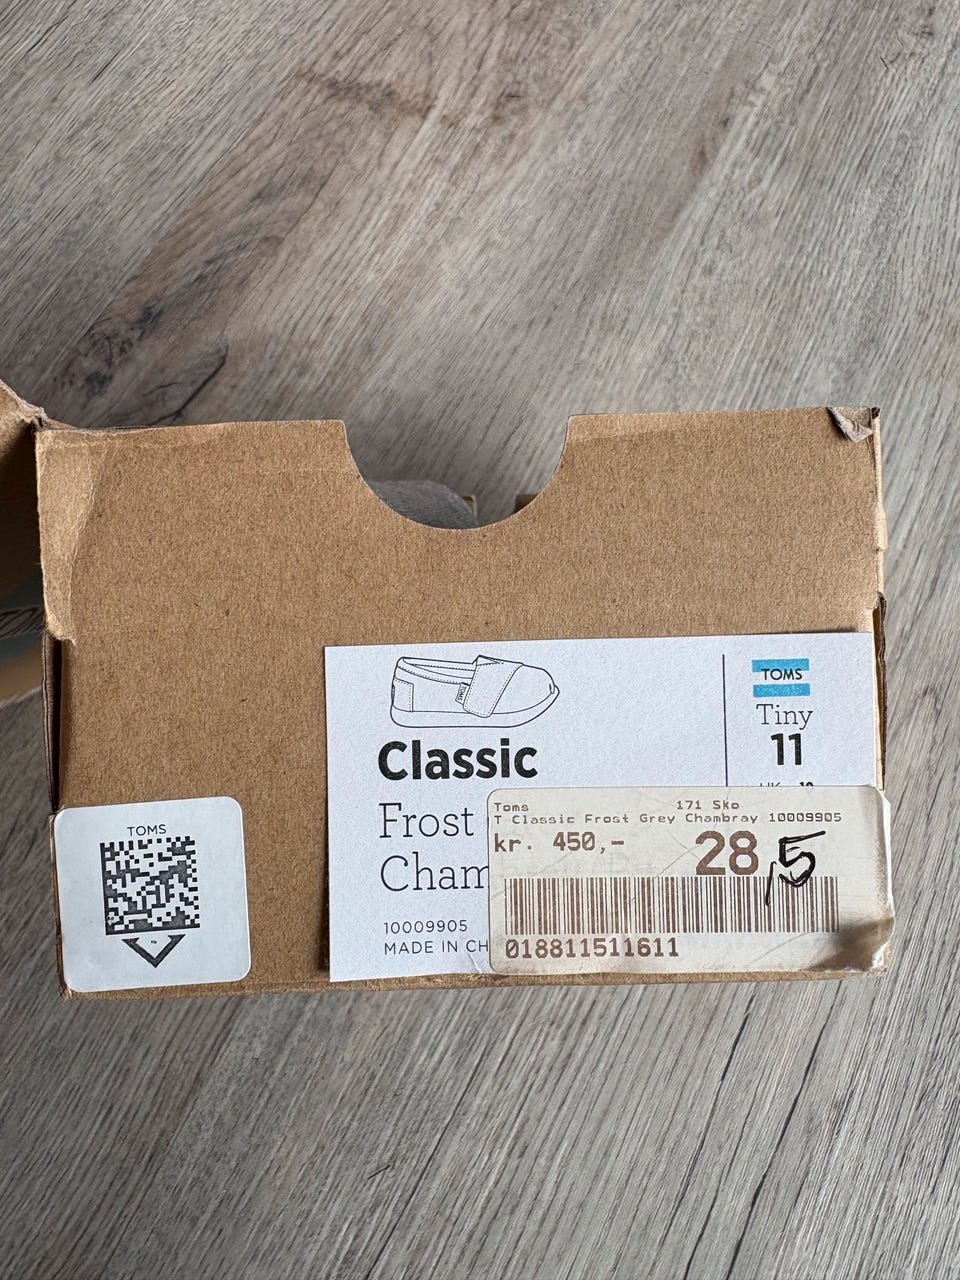 Classic
Frost
Cham
10009905
MADE IN CH
TOMS
Tiny
11
TOMS
Toms 171 Sko
T Classic Frost Grey Chambray 10009905
kr. 450,- 28,5
018811511611